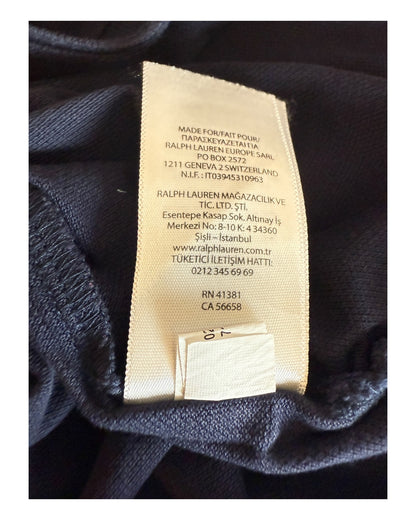 MADE FOR/FAIT POUR/
ΠΑΡΑΣΚΕΥΑΖΕΤΑΙ ΓΙΑ
RALPH LAUREN EUROPE SARL
PO BOX 2572
1211 GENEVA 2 SWITZERLAND
N.I.F.: IT03945310963
RALPH LAUREN MAĞAZACILIK VE
TİC. LTD. ŞTİ.
Esentepe Kasap Sok. Altınay İş
Merkezi No: 8-10 K: 4 34360
Şişli – İstanbul
www.ralphlauren.com.tr
TÜKETİCİ İLETİŞİM HATTI:
0212 345 69 69
RN 41381
CA 56658